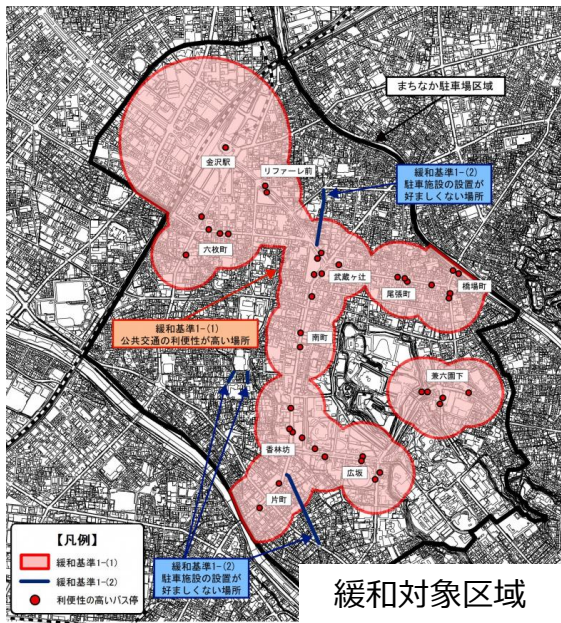 まちなか駐車場区域
金沢駅
リファーレ前
緩和基準1-(2)
駐車施設の設置が
好ましくない場所
六枚町
武蔵ヶ辻
尾張町
橋場町
緩和基準1-(1)
公共交通の利便性が高い場所
南町
兼六園下
香林坊
広坂
片町
【凡例】
緩和基準1-(1)
緩和基準1-(2)
利便性の高いバス停
緩和基準1-(2)
駐車施設の設置が
好ましくない場所
緩和対象区域